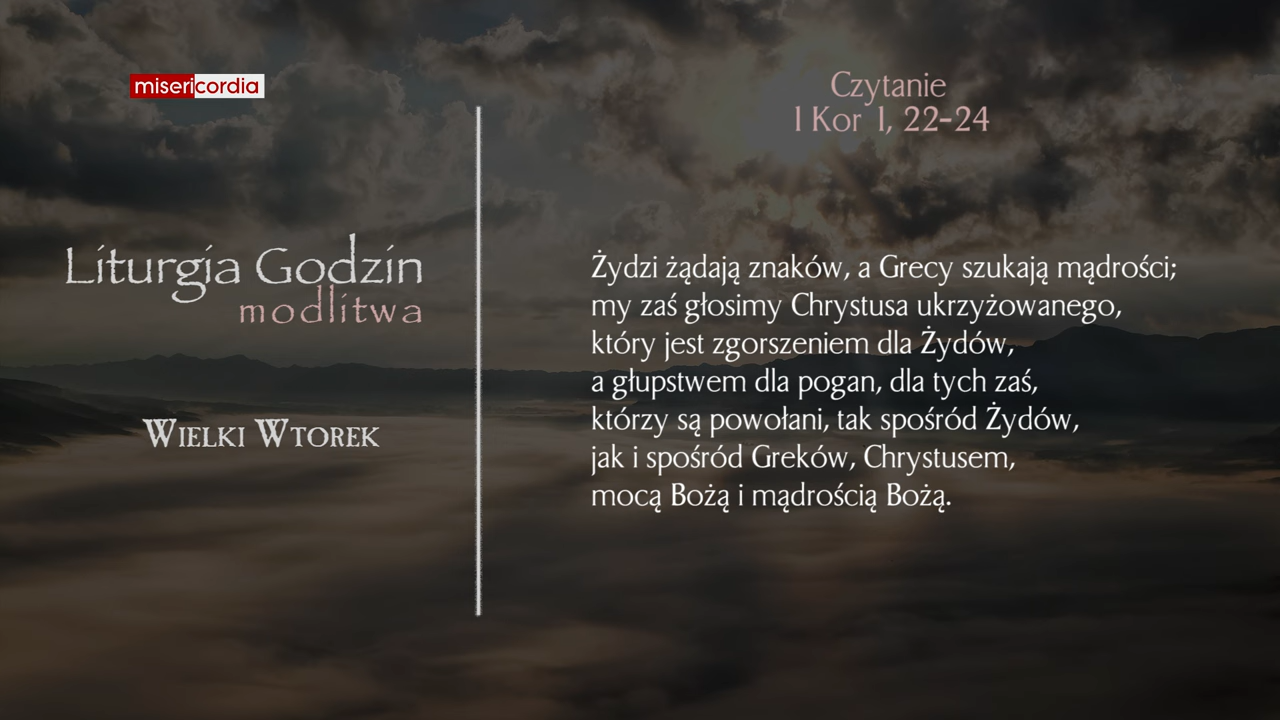 misericordia
Liturgia Godzin
modlitwa
Wielki Wtorek
Czytanie
1 Kor 1, 22-24
Żydzi żądają znaków, a Grecy szukają mądrości;
my zaś głosimy Chrystusa ukrzyżowanego,
który jest zgorszeniem dla Żydów,
a głupstwem dla pogan, dla tych zaś,
którzy są powołani, tak spośród Żydów,
jak i spośród Greków, Chrystusem,
mocą Bożą i mądrością Bożą.